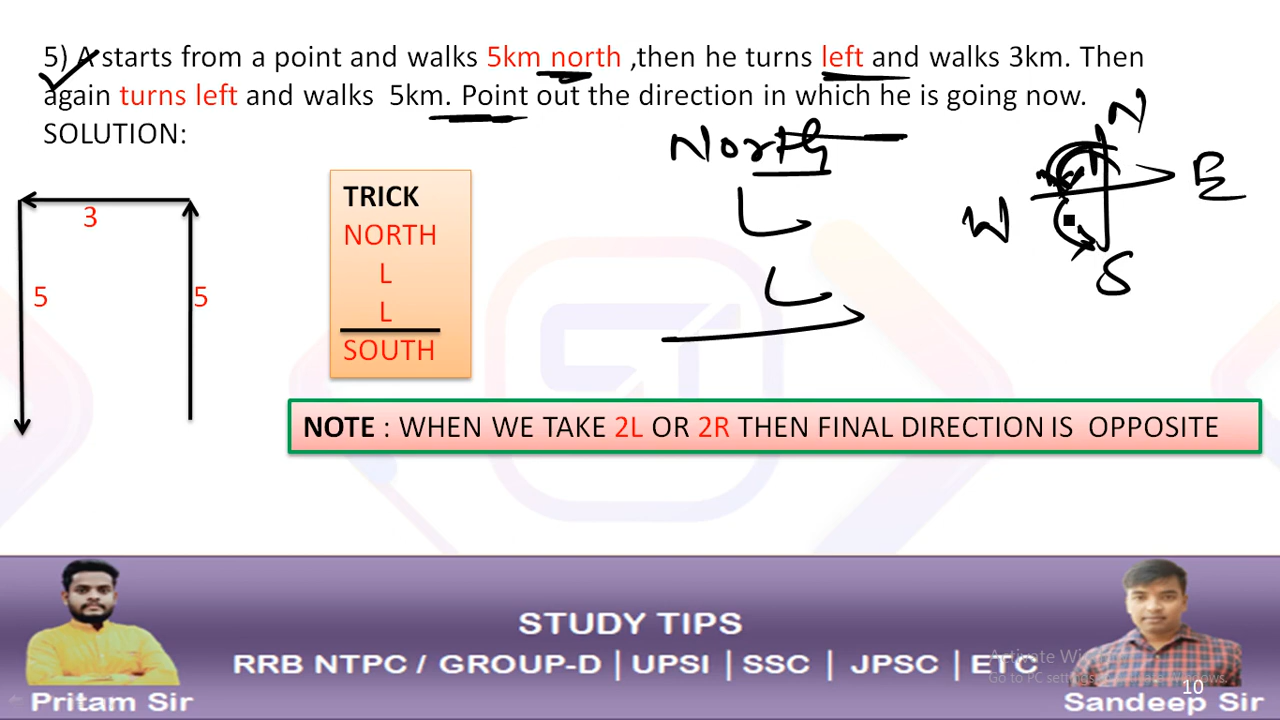 5) A starts from a point and walks 5km north ,then he turns left and walks 3km. Then
again turns left and walks 5km. Point out the direction in which he is going now.
SOLUTION:
North
N
E
W
S
L
L
3
5
5
TRICK
NORTH
L
L
SOUTH
NOTE : WHEN WE TAKE 2L OR 2R THEN FINAL DIRECTION IS OPPOSITE
STUDY TIPS
RRB NTPC / GROUP-D | UPSI | SSC | JPSC | ETC
Pritam Sir
Sandeep Sir
10